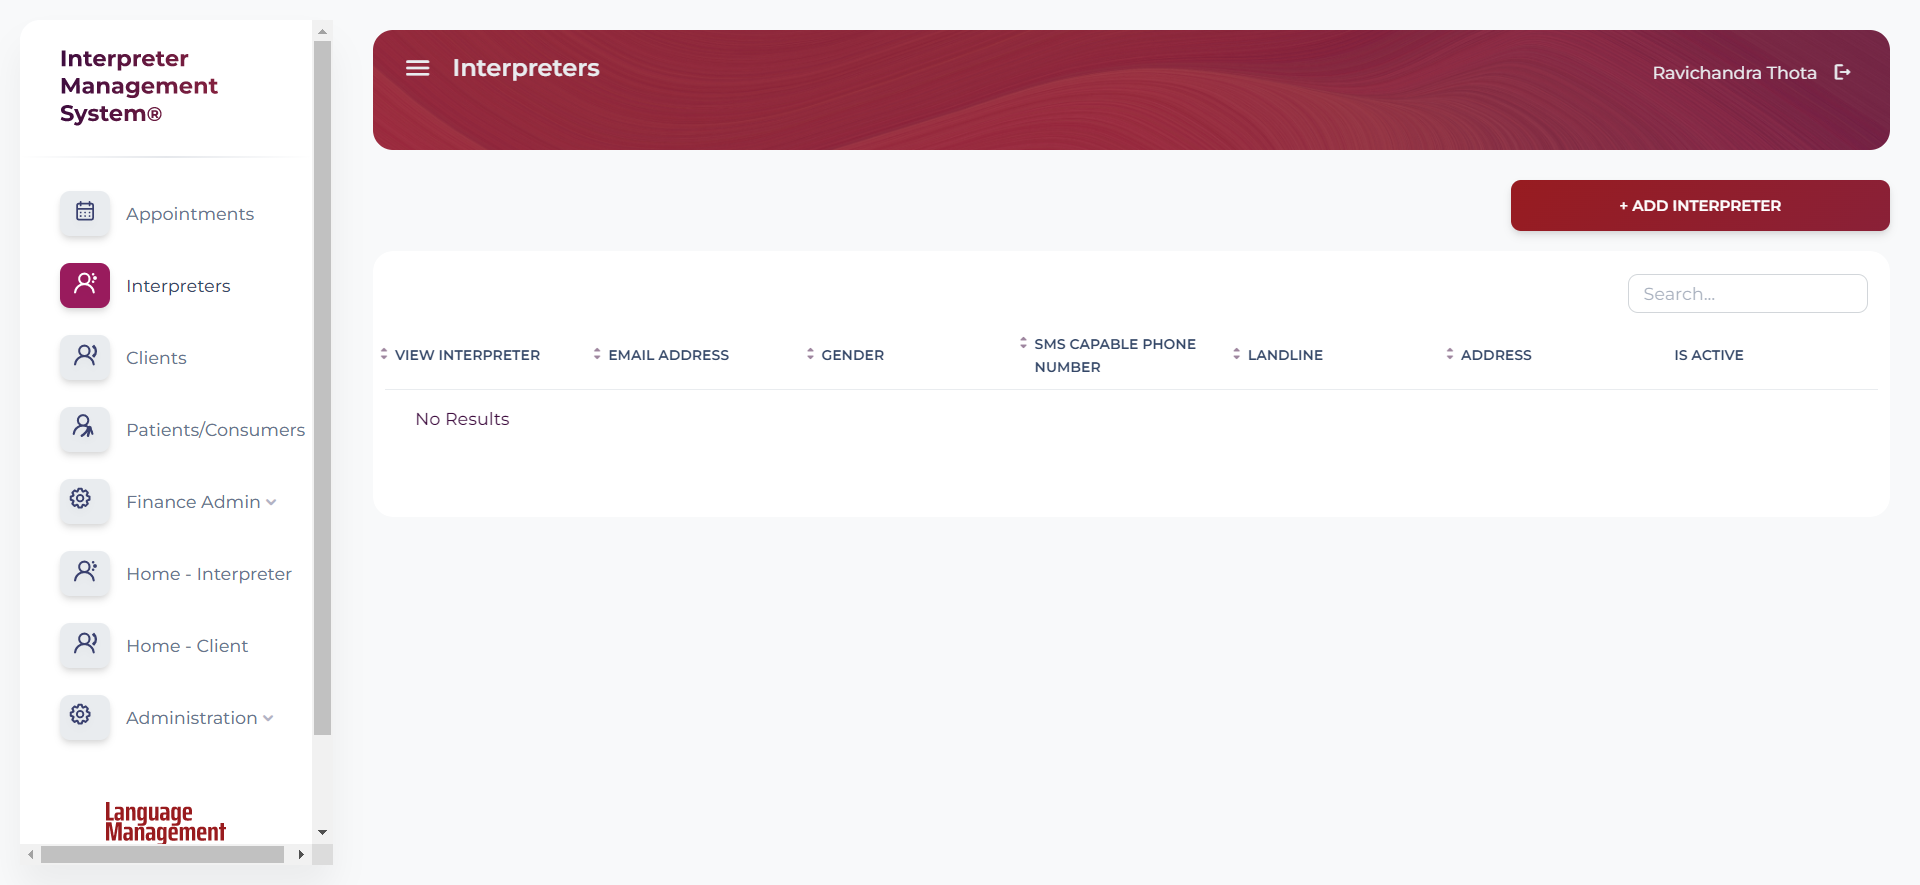 Interpreter
Management
System®
Appointments
Interpreters
Clients
Patients/Consumers
Finance Admin
Home - Interpreter
Home - Client
Administration
Language
Management
Interpreters
Ravichandra Thota
+ ADD INTERPRETER
Search...
VIEW INTERPRETER
EMAIL ADDRESS
GENDER
SMS CAPABLE PHONE
NUMBER
LANDLINE
ADDRESS
IS ACTIVE
No Results